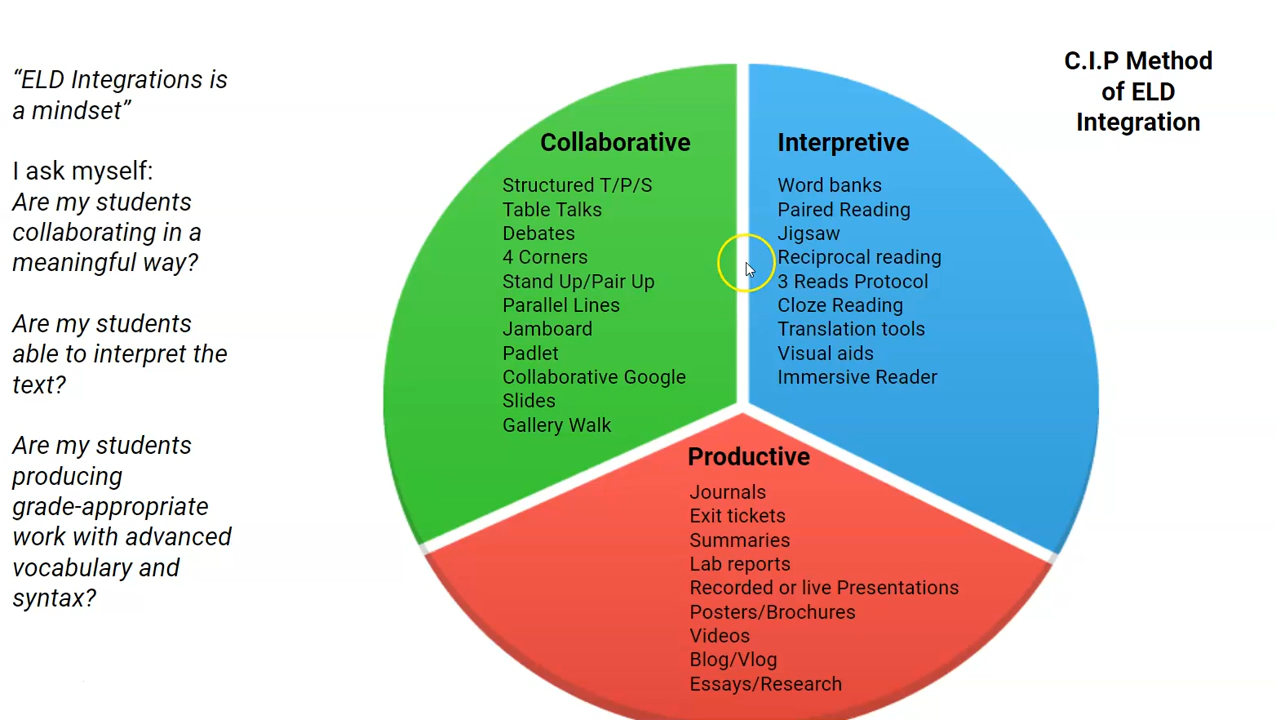 “ELD Integrations is
a mindset”
I ask myself:
Are my students
collaborating in a
meaningful way?
Are my students
able to interpret the
text?
Are my students
producing
grade-appropriate
work with advanced
vocabulary and
syntax?
Collaborative
Structured T/P/S
Table Talks
Debates
4 Corners
Stand Up/Pair Up
Parallel Lines
Jamboard
Padlet
Collaborative Google
Slides
Gallery Walk
Interpretive
Word banks
Paired Reading
Jigsaw
Reciprocal reading
3 Reads Protocol
Cloze Reading
Translation tools
Visual aids
Immersive Reader
Productive
Journals
Exit tickets
Summaries
Lab reports
Recorded or live Presentations
Posters/Brochures
Videos
Blog/Vlog
Essays/Research
C.I.P Method
of ELD
Integration